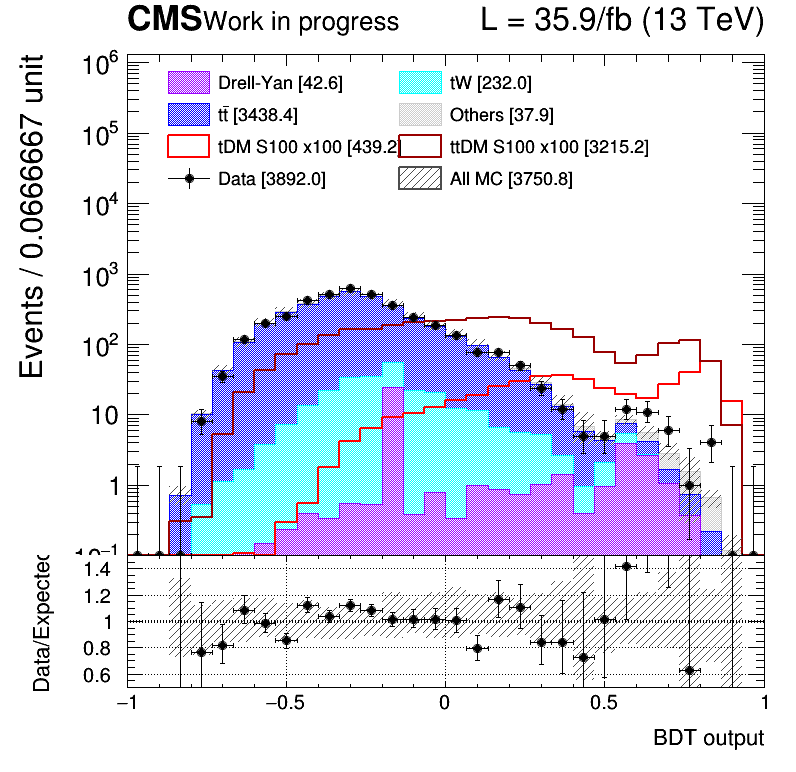 CMS Work in progress L = 35.9/fb (13 TeV)
Events / 0.0666667 unit
Drell-Yan [42.6] tW [232.0]
tt̄ [3438.4] Others [37.9]
tDM S100 x100 [439.2] ttDM S100 x100 [3215.2]
Data [3892.0] All MC [3750.8]
10⁶
10⁵
10⁴
10³
10²
10
1
10⁻¹
Data/Expected
1.4
1.2
1
0.8
0.6
−1 −0.5 0 0.5 1
BDT output